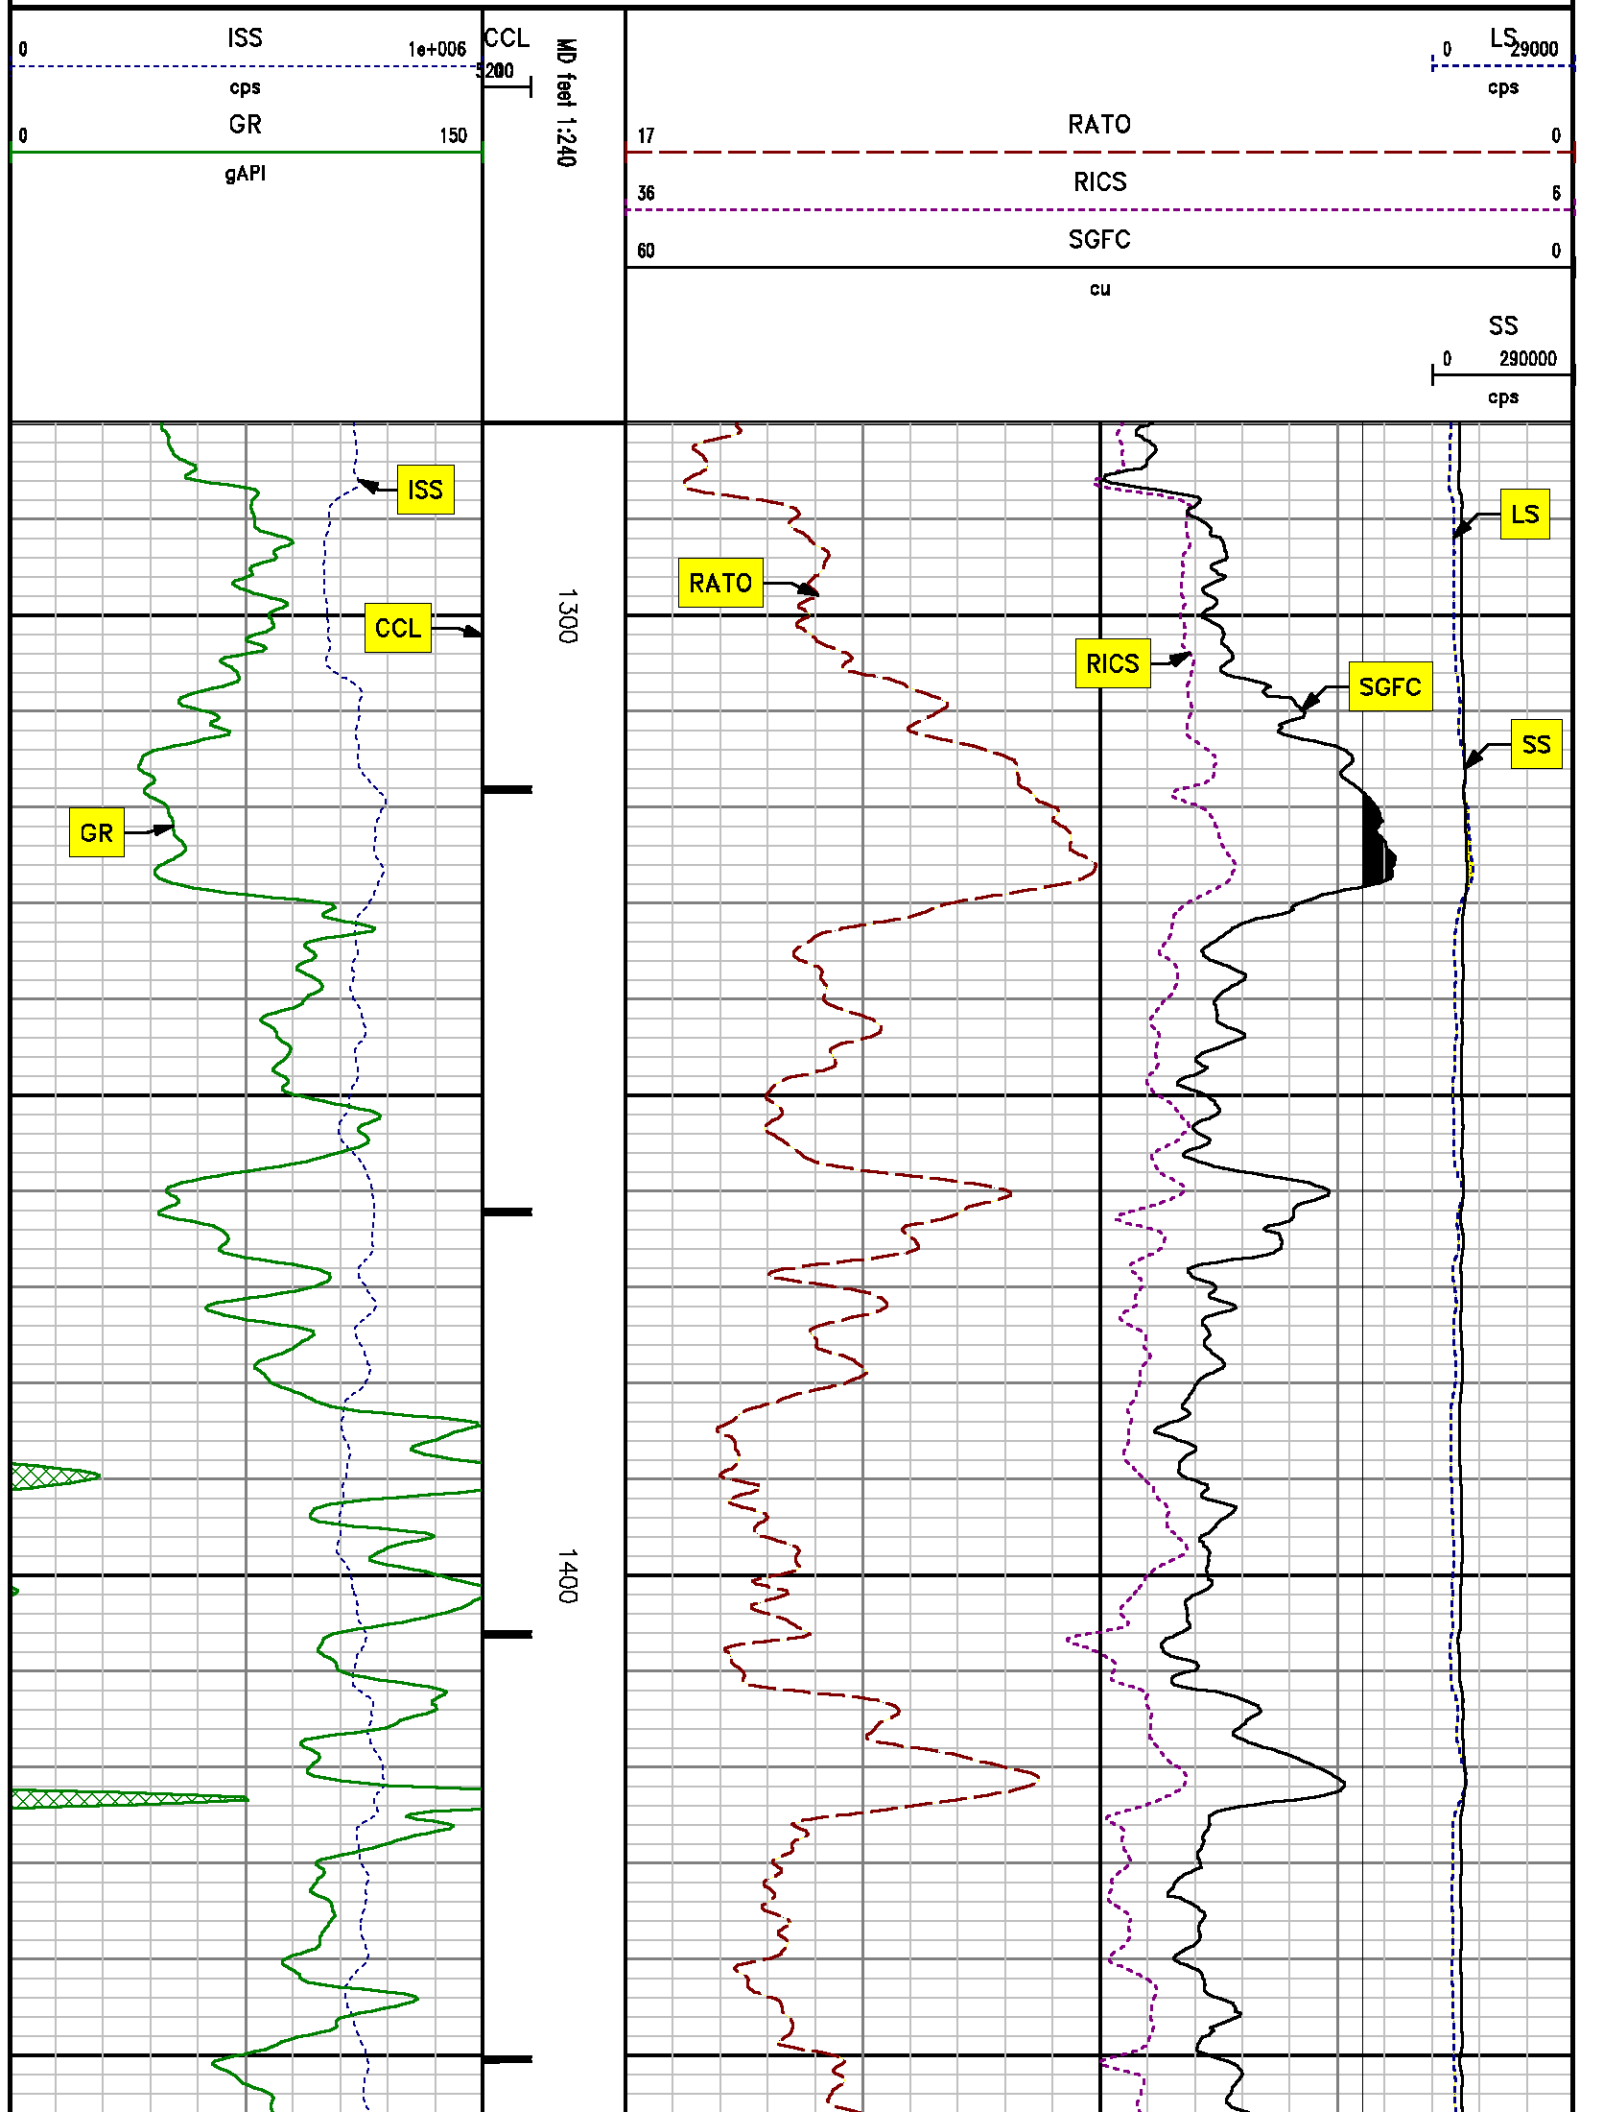 ISS
0 1e+006
cps
GR
0 150
gAPI
CCL
MD feet 1:240
LS
0 29000
cps
RATO
17 0
RICS
36 6
SGFC
60 0
cu
SS
0 290000
cps
ISS
LS
RATO
1300
CCL
RICS
SGFC
SS
GR
1400